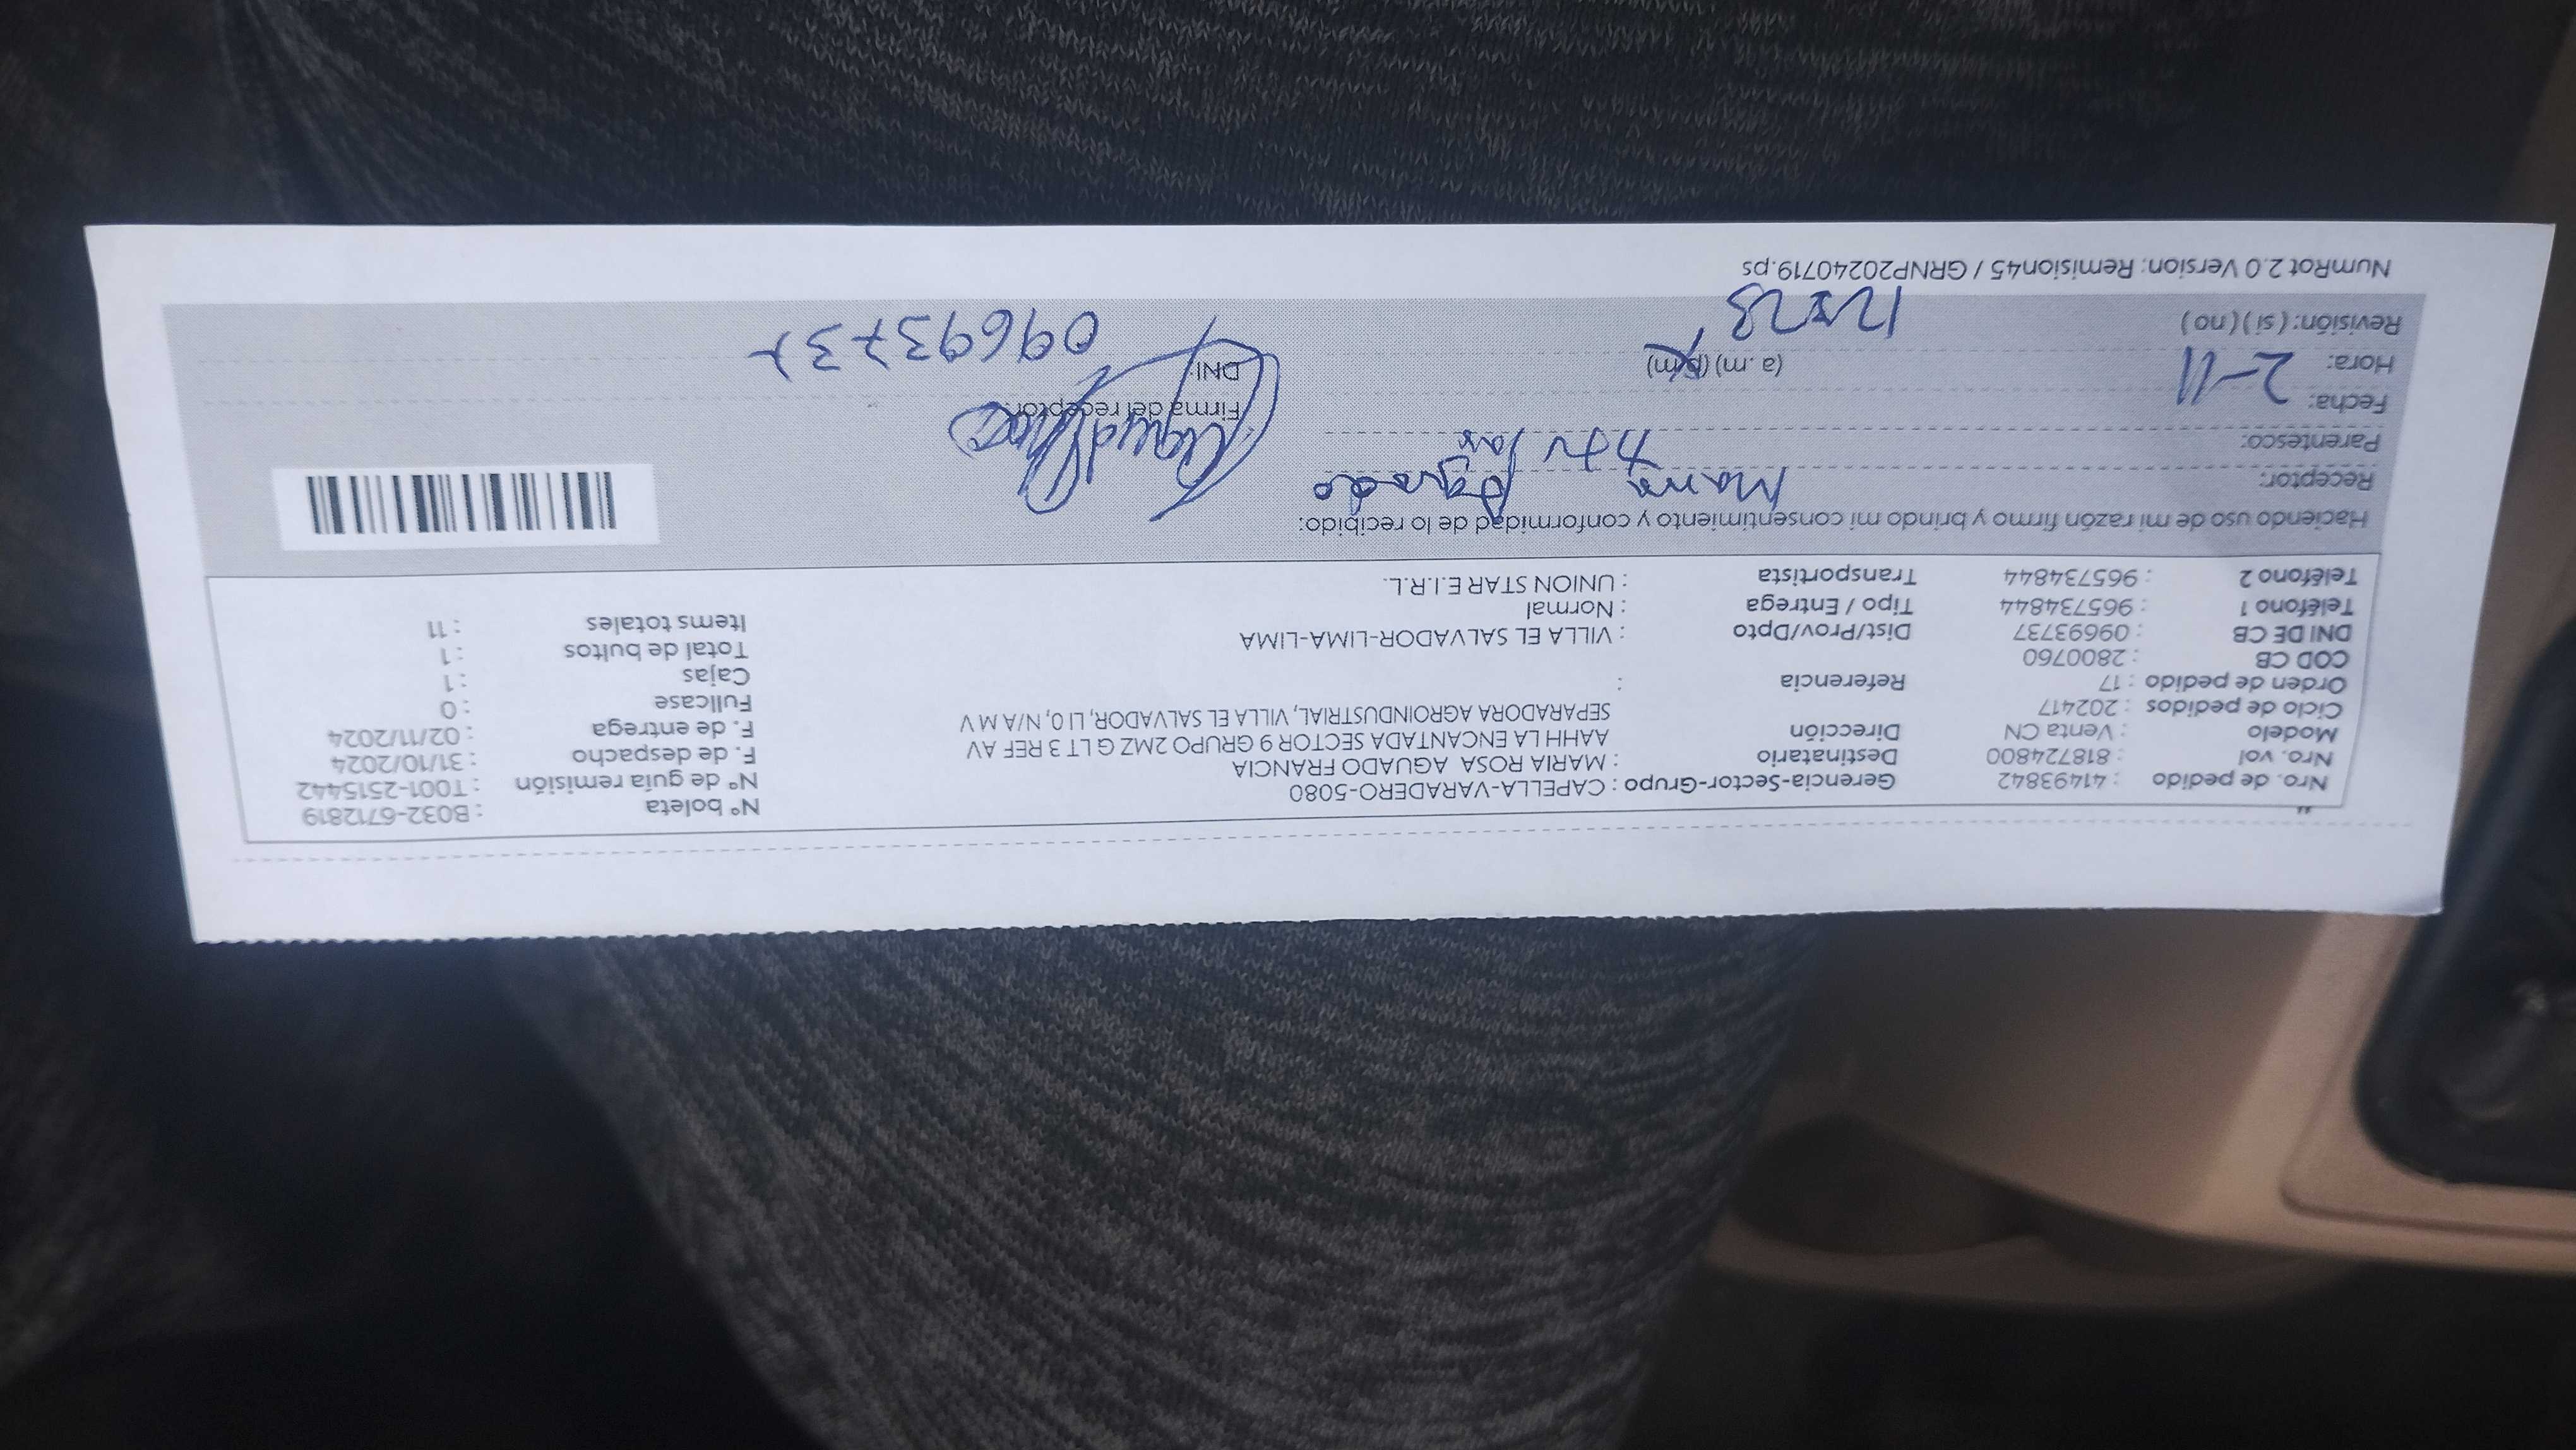 Nro. de pedido : 41493842 Gerencia-Sector-Grupo : CAPELLA-VARADERO-5080 N° boleta : B032-6712819
Nro. vol : 818724800 Destinatario : MARIA ROSA AGUADO FRANCIA N° de guía remisión : T001-2515442
Modelo : Venta CN Dirección AAHH LA ENCANTADA SECTOR 9 GRUPO 2MZ G LT 3 REF AV F. de despacho : 31/10/2024
Ciclo de pedidos : 202417 SEPARADORA AGROINDUSTRIAL, VILLA EL SALVADOR, LI 0, N/A M V F. de entrega : 02/11/2024
Orden de pedido : 17 Referencia : Fullcase : 0
COD CB : 2800760 Cajas : 1
DNI DE CB : 09693737 Dist/Prov/Dpto : VILLA EL SALVADOR-LIMA-LIMA Total de bultos : 1
Teléfono 1 : 965734844 Tipo / Entrega : Normal Items totales : 11
Teléfono 2 : 965734844 Transportista : UNION STAR E.I.R.L.
Haciendo uso de mi razón firmo y brindo mi consentimiento y conformidad de lo recibido:
Receptor: Maria Aguado
Parentesco:
Fecha: 2-11 Firma del receptor:
Hora: (a.m) (p.m) DNI:
Revisión: ( si ) ( no ) 09693737
NumRot 2.0 Version: Remision45 / GRNP20240719.ps